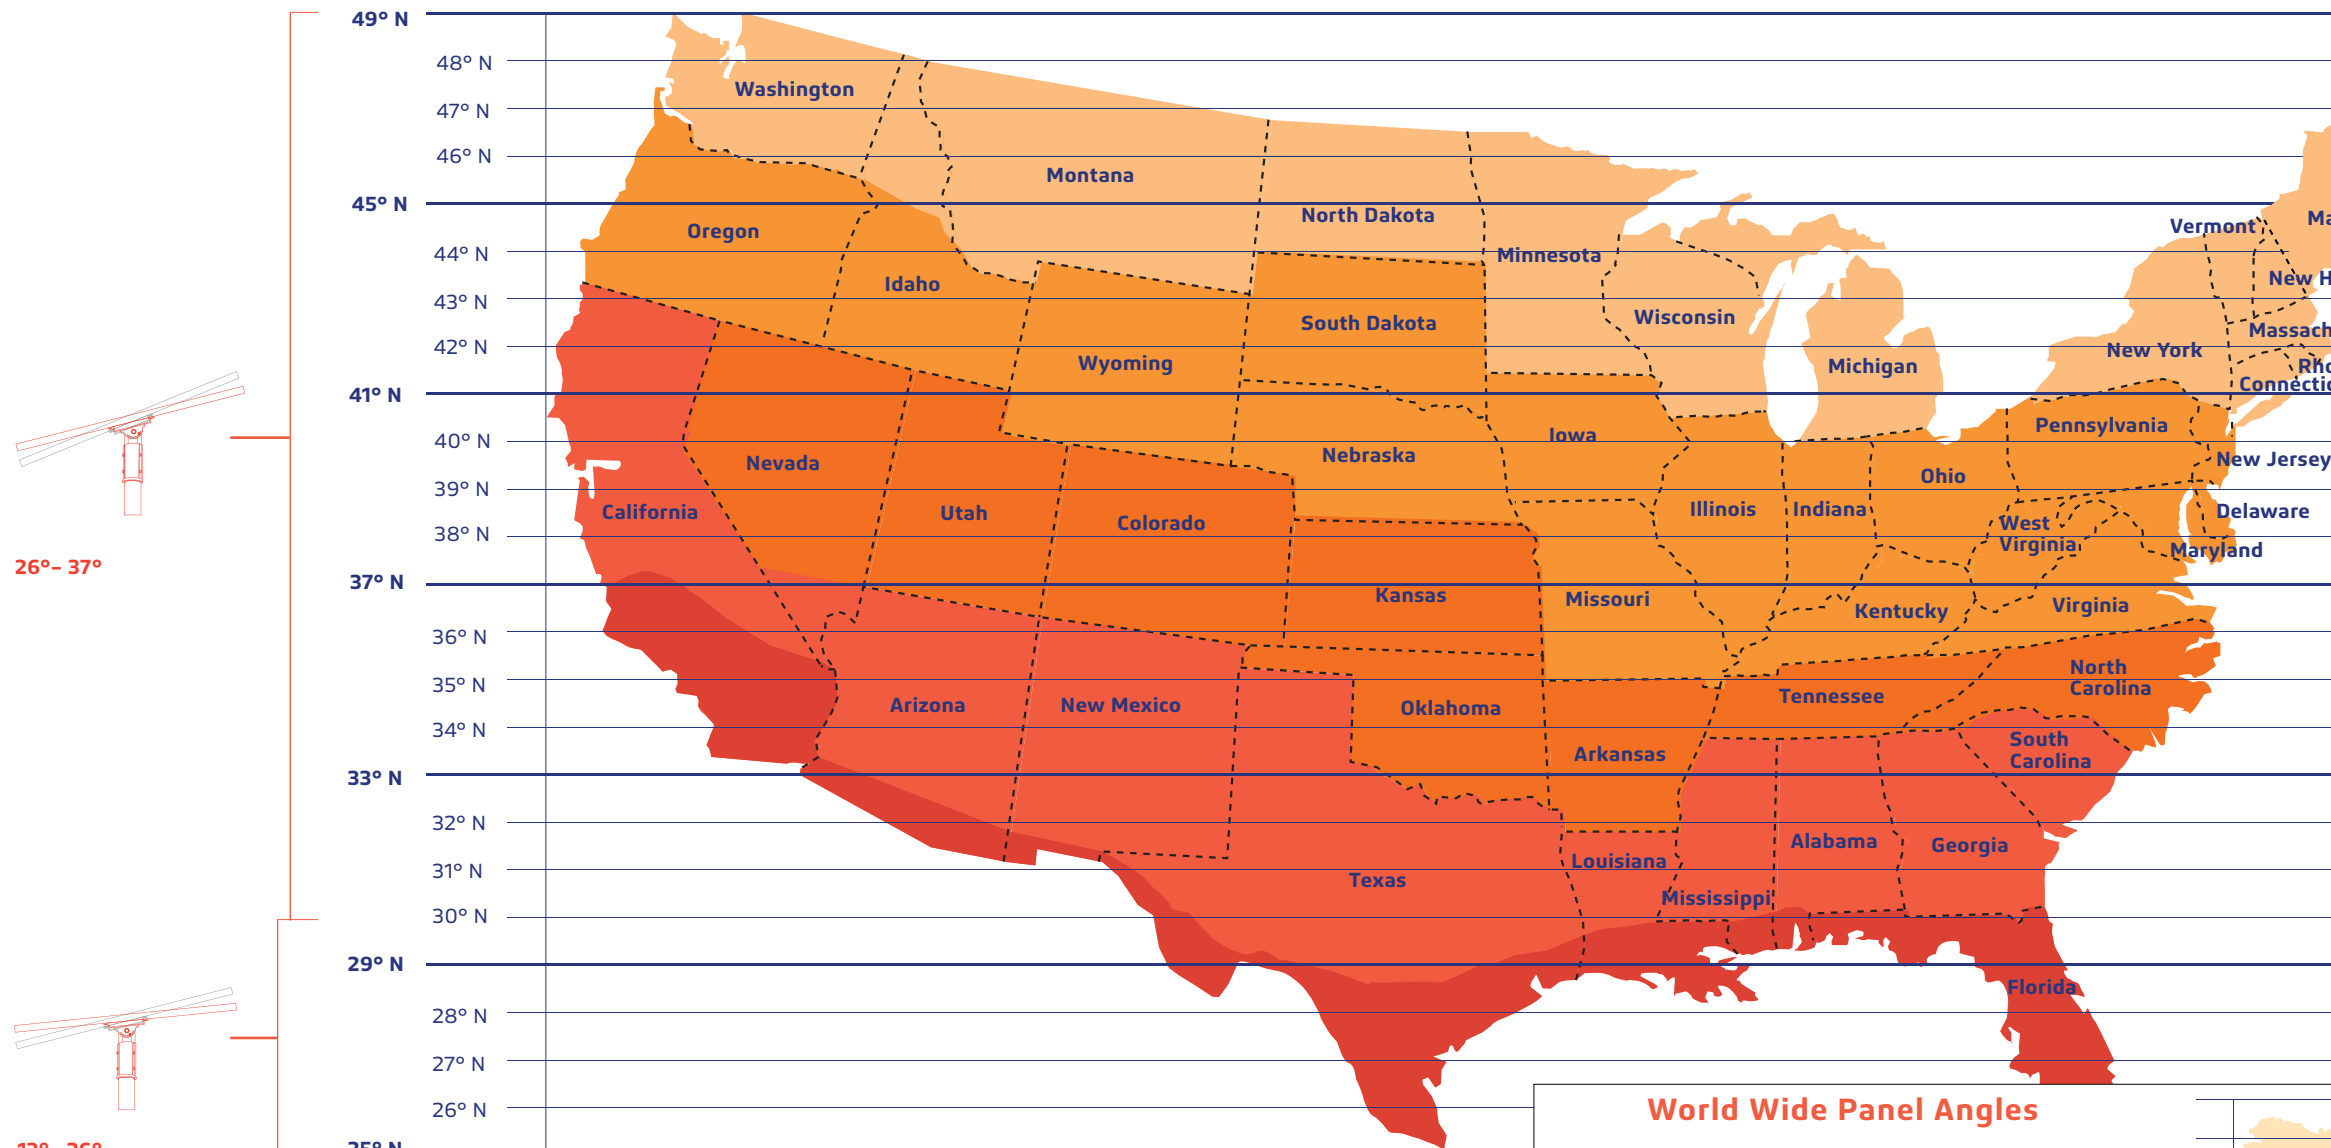 49° N
48° N
47° N
46° N
45° N
44° N
43° N
42° N
41° N
40° N
39° N
38° N
37° N
36° N
35° N
34° N
33° N
32° N
31° N
30° N
29° N
28° N
27° N
26° N
26°– 37°
Washington
Montana
North Dakota
Minnesota
Oregon
Idaho
South Dakota
Wyoming
Wisconsin
Michigan
Vermont
New York
Pennsylvania
New Jersey
Delaware
Maryland
Nevada
Utah
Colorado
Nebraska
Iowa
Illinois
Indiana
Ohio
West
Virginia
Virginia
California
Kansas
Missouri
Kentucky
North
Carolina
Tennessee
Arizona
New Mexico
Oklahoma
Arkansas
South
Carolina
Texas
Louisiana
Mississippi
Alabama
Georgia
Florida
World Wide Panel Angles